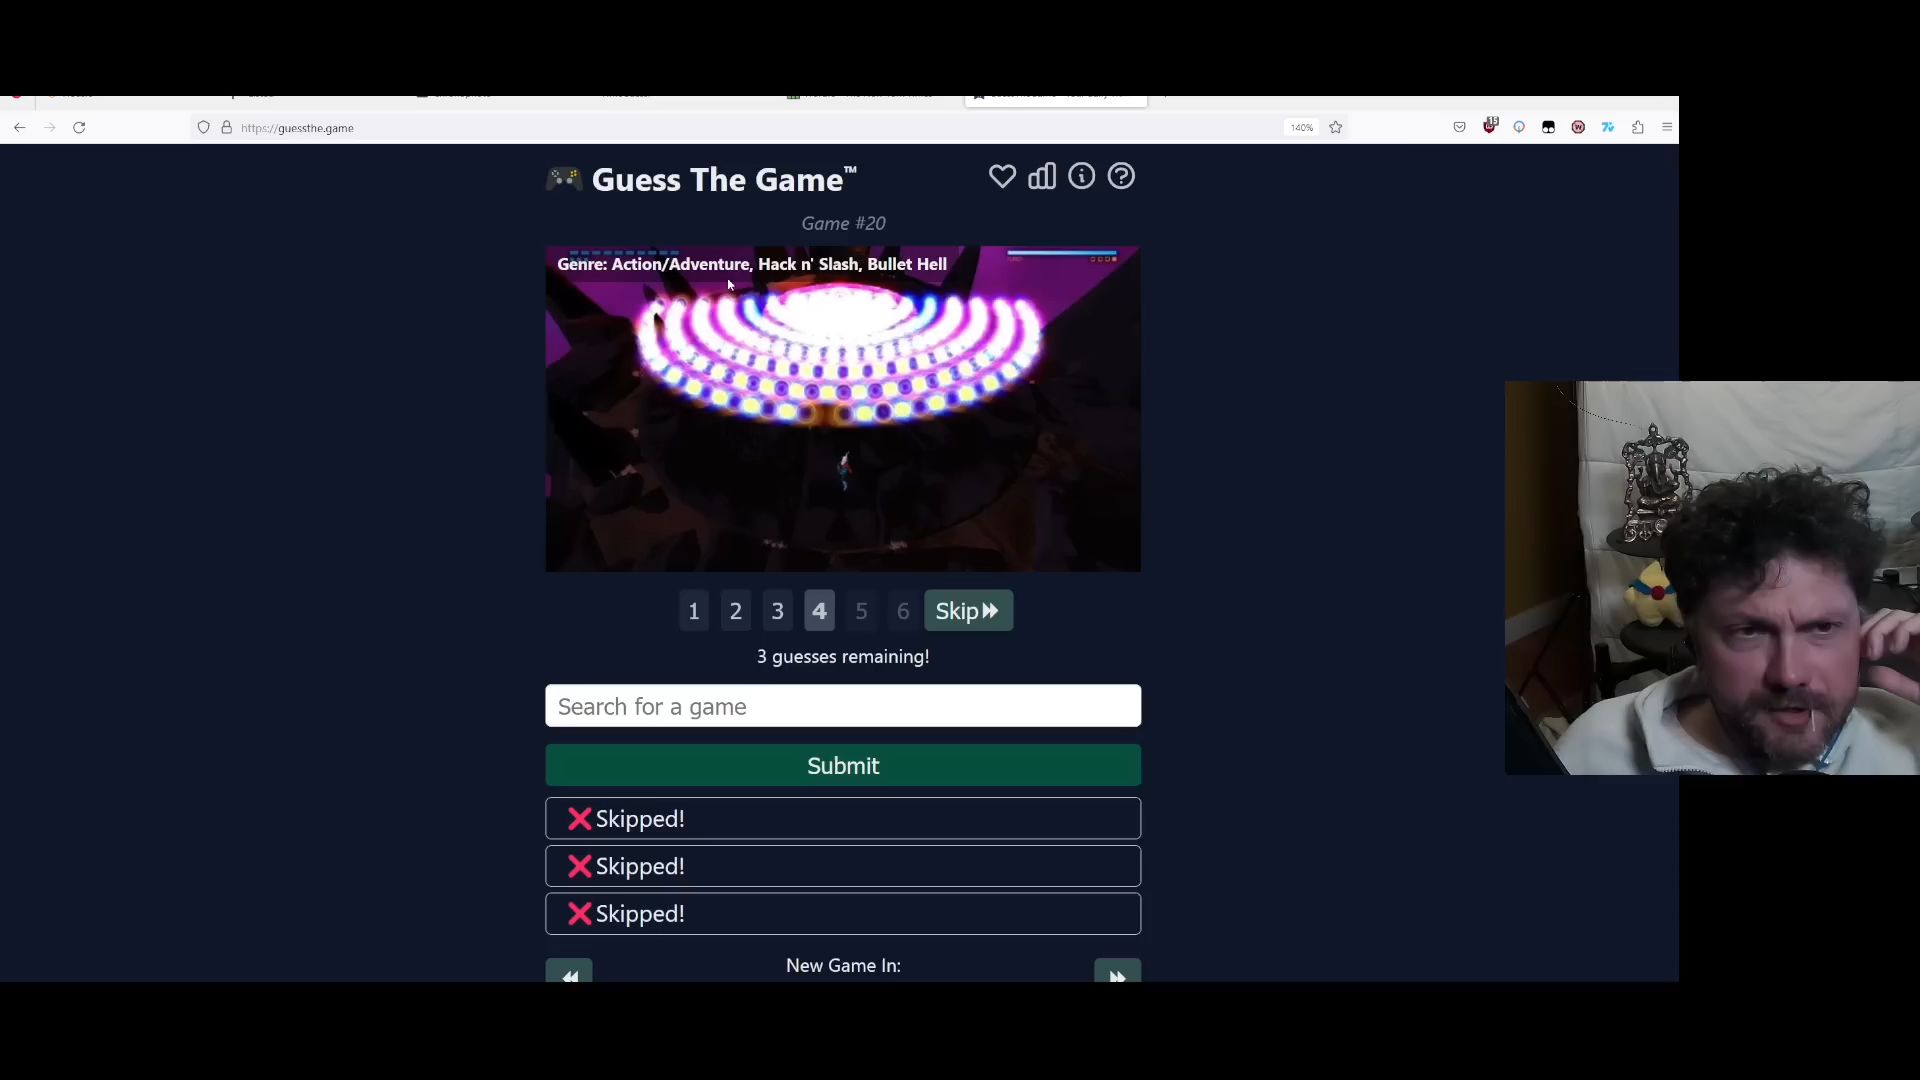 https://guessthe.game
140%
15
Guess The Game™
Game #20
Genre: Action/Adventure, Hack n' Slash, Bullet Hell
1 2 3 4 5 6 Skip
3 guesses remaining!
Search for a game
Submit
Skipped!
Skipped!
Skipped!
New Game In: